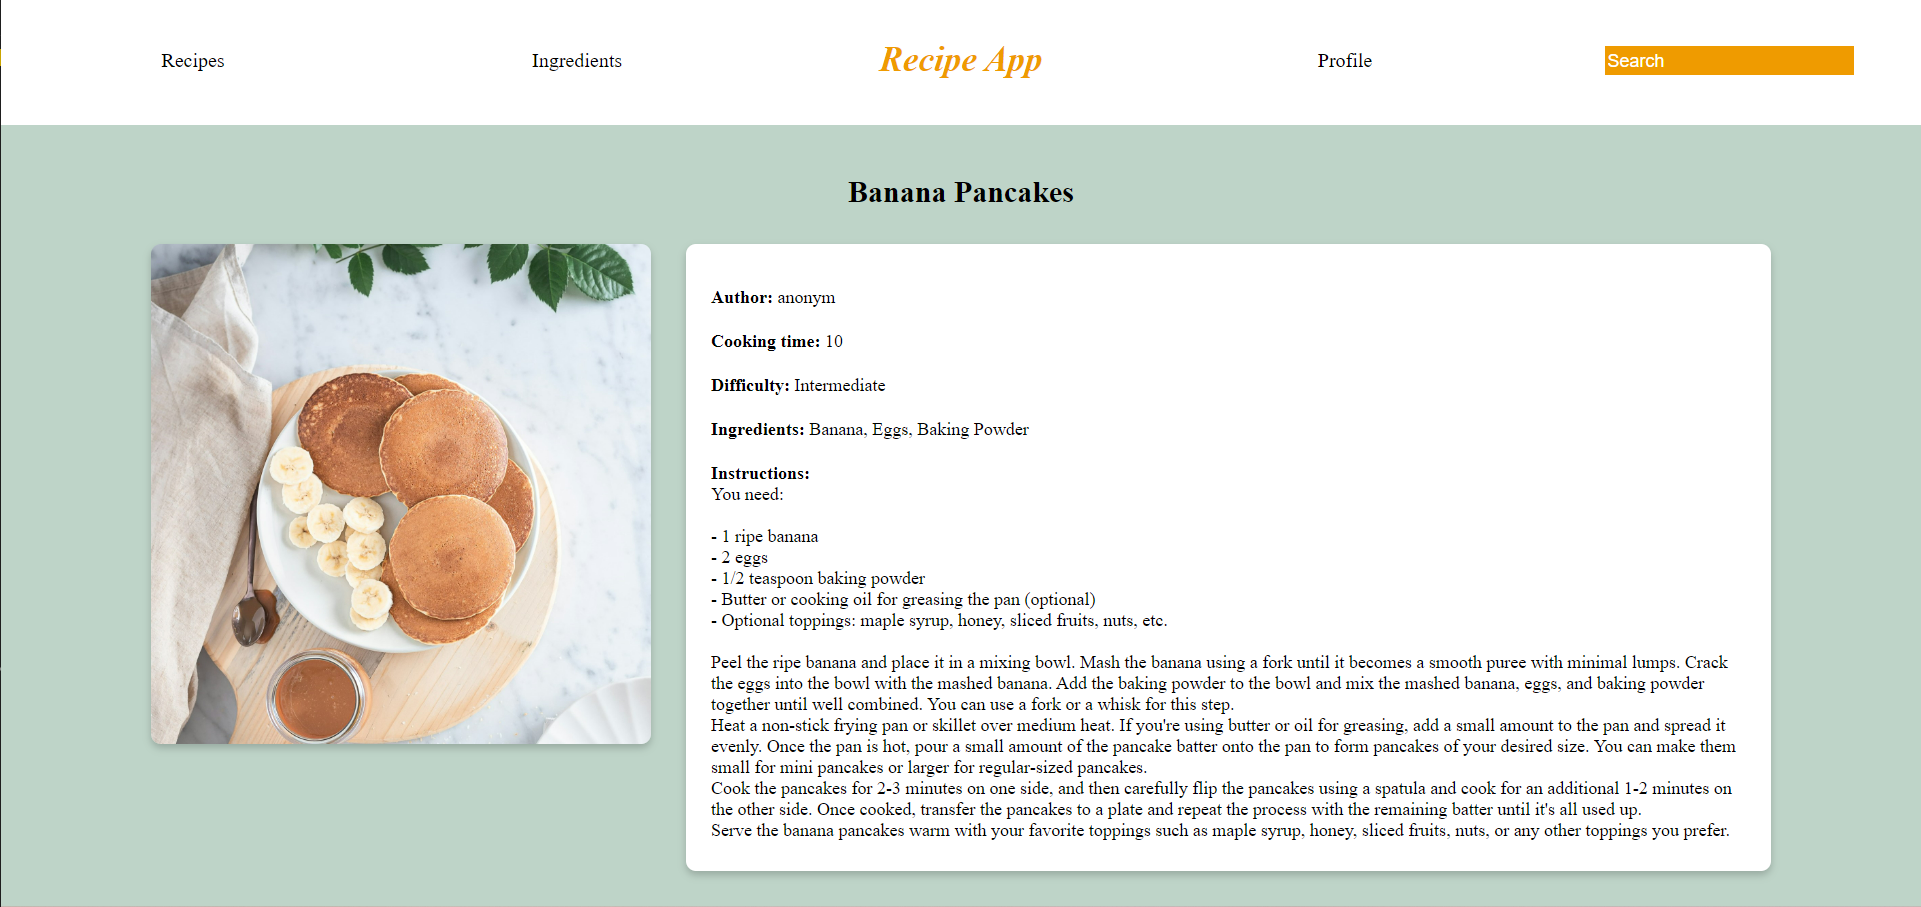 Recipes Ingredients Recipe App Profile Search
Banana Pancakes
Author: anonym
Cooking time: 10
Difficulty: Intermediate
Ingredients: Banana, Eggs, Baking Powder
Instructions:
You need:
- 1 ripe banana
- 2 eggs
- 1/2 teaspoon baking powder
- Butter or cooking oil for greasing the pan (optional)
- Optional toppings: maple syrup, honey, sliced fruits, nuts, etc.
Peel the ripe banana and place it in a mixing bowl. Mash the banana using a fork until it becomes a smooth puree with minimal lumps. Crack
the eggs into the bowl with the mashed banana. Add the baking powder to the bowl and mix the mashed banana, eggs, and baking powder
together until well combined. You can use a fork or a whisk for this step.
Heat a non-stick frying pan or skillet over medium heat. If you're using butter or oil for greasing, add a small amount to the pan and spread it
evenly. Once the pan is hot, pour a small amount of the pancake batter onto the pan to form pancakes of your desired size. You can make them
small for mini pancakes or larger for regular-sized pancakes.
Cook the pancakes for 2-3 minutes on one side, and then carefully flip the pancakes using a spatula and cook for an additional 1-2 minutes on
the other side. Once cooked, transfer the pancakes to a plate and repeat the process with the remaining batter until it's all used up.
Serve the banana pancakes warm with your favorite toppings such as maple syrup, honey, sliced fruits, nuts, or any other toppings you prefer.